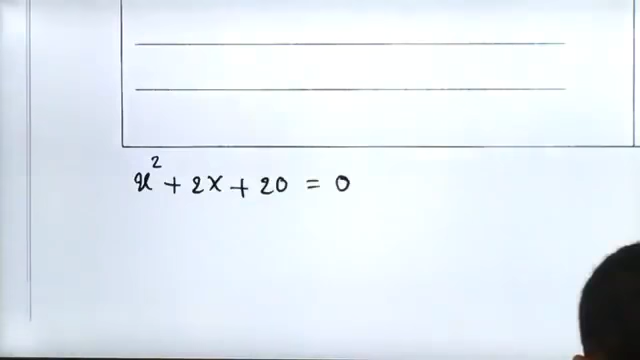 x² + 2x + 20 = 0